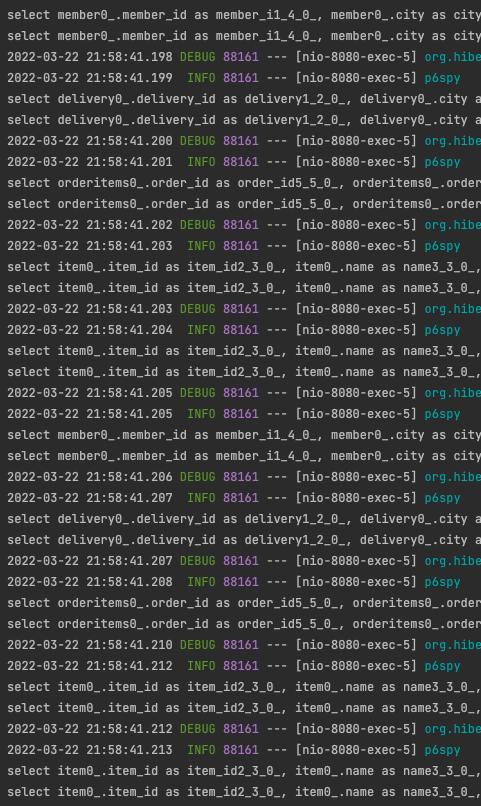 select member0_.member_id as member_i1_4_0_, member0_.city as city
select member0_.member_id as member_i1_4_0_, member0_.city as city
2022-03-22 21:58:41.198 DEBUG 88161 --- [nio-8080-exec-5] org.hibe
2022-03-22 21:58:41.199  INFO 88161 --- [nio-8080-exec-5] p6spy
select delivery0_.delivery_id as delivery1_2_0_, delivery0_.city a
select delivery0_.delivery_id as delivery1_2_0_, delivery0_.city a
2022-03-22 21:58:41.200 DEBUG 88161 --- [nio-8080-exec-5] org.hibe
2022-03-22 21:58:41.201  INFO 88161 --- [nio-8080-exec-5] p6spy
select orderitems0_.order_id as order_id5_5_0_, orderitems0_.order
select orderitems0_.order_id as order_id5_5_0_, orderitems0_.order
2022-03-22 21:58:41.202 DEBUG 88161 --- [nio-8080-exec-5] org.hibe
2022-03-22 21:58:41.203  INFO 88161 --- [nio-8080-exec-5] p6spy
select item0_.item_id as item_id2_3_0_, item0_.name as name3_3_0_,
select item0_.item_id as item_id2_3_0_, item0_.name as name3_3_0_,
2022-03-22 21:58:41.203 DEBUG 88161 --- [nio-8080-exec-5] org.hibe
2022-03-22 21:58:41.204  INFO 88161 --- [nio-8080-exec-5] p6spy
select item0_.item_id as item_id2_3_0_, item0_.name as name3_3_0_,
select item0_.item_id as item_id2_3_0_, item0_.name as name3_3_0_,
2022-03-22 21:58:41.205 DEBUG 88161 --- [nio-8080-exec-5] org.hibe
2022-03-22 21:58:41.205  INFO 88161 --- [nio-8080-exec-5] p6spy
select member0_.member_id as member_i1_4_0_, member0_.city as city
select member0_.member_id as member_i1_4_0_, member0_.city as city
2022-03-22 21:58:41.206 DEBUG 88161 --- [nio-8080-exec-5] org.hibe
2022-03-22 21:58:41.207  INFO 88161 --- [nio-8080-exec-5] p6spy
select delivery0_.delivery_id as delivery1_2_0_, delivery0_.city a
select delivery0_.delivery_id as delivery1_2_0_, delivery0_.city a
2022-03-22 21:58:41.207 DEBUG 88161 --- [nio-8080-exec-5] org.hibe
2022-03-22 21:58:41.208  INFO 88161 --- [nio-8080-exec-5] p6spy
select orderitems0_.order_id as order_id5_5_0_, orderitems0_.order
select orderitems0_.order_id as order_id5_5_0_, orderitems0_.order
2022-03-22 21:58:41.210 DEBUG 88161 --- [nio-8080-exec-5] org.hibe
2022-03-22 21:58:41.212  INFO 88161 --- [nio-8080-exec-5] p6spy
select item0_.item_id as item_id2_3_0_, item0_.name as name3_3_0_,
select item0_.item_id as item_id2_3_0_, item0_.name as name3_3_0_,
2022-03-22 21:58:41.212 DEBUG 88161 --- [nio-8080-exec-5] org.hibe
2022-03-22 21:58:41.213  INFO 88161 --- [nio-8080-exec-5] p6spy
select item0_.item_id as item_id2_3_0_, item0_.name as name3_3_0_,
select item0_.item_id as item_id2_3_0_, item0_.name as name3_3_0_,